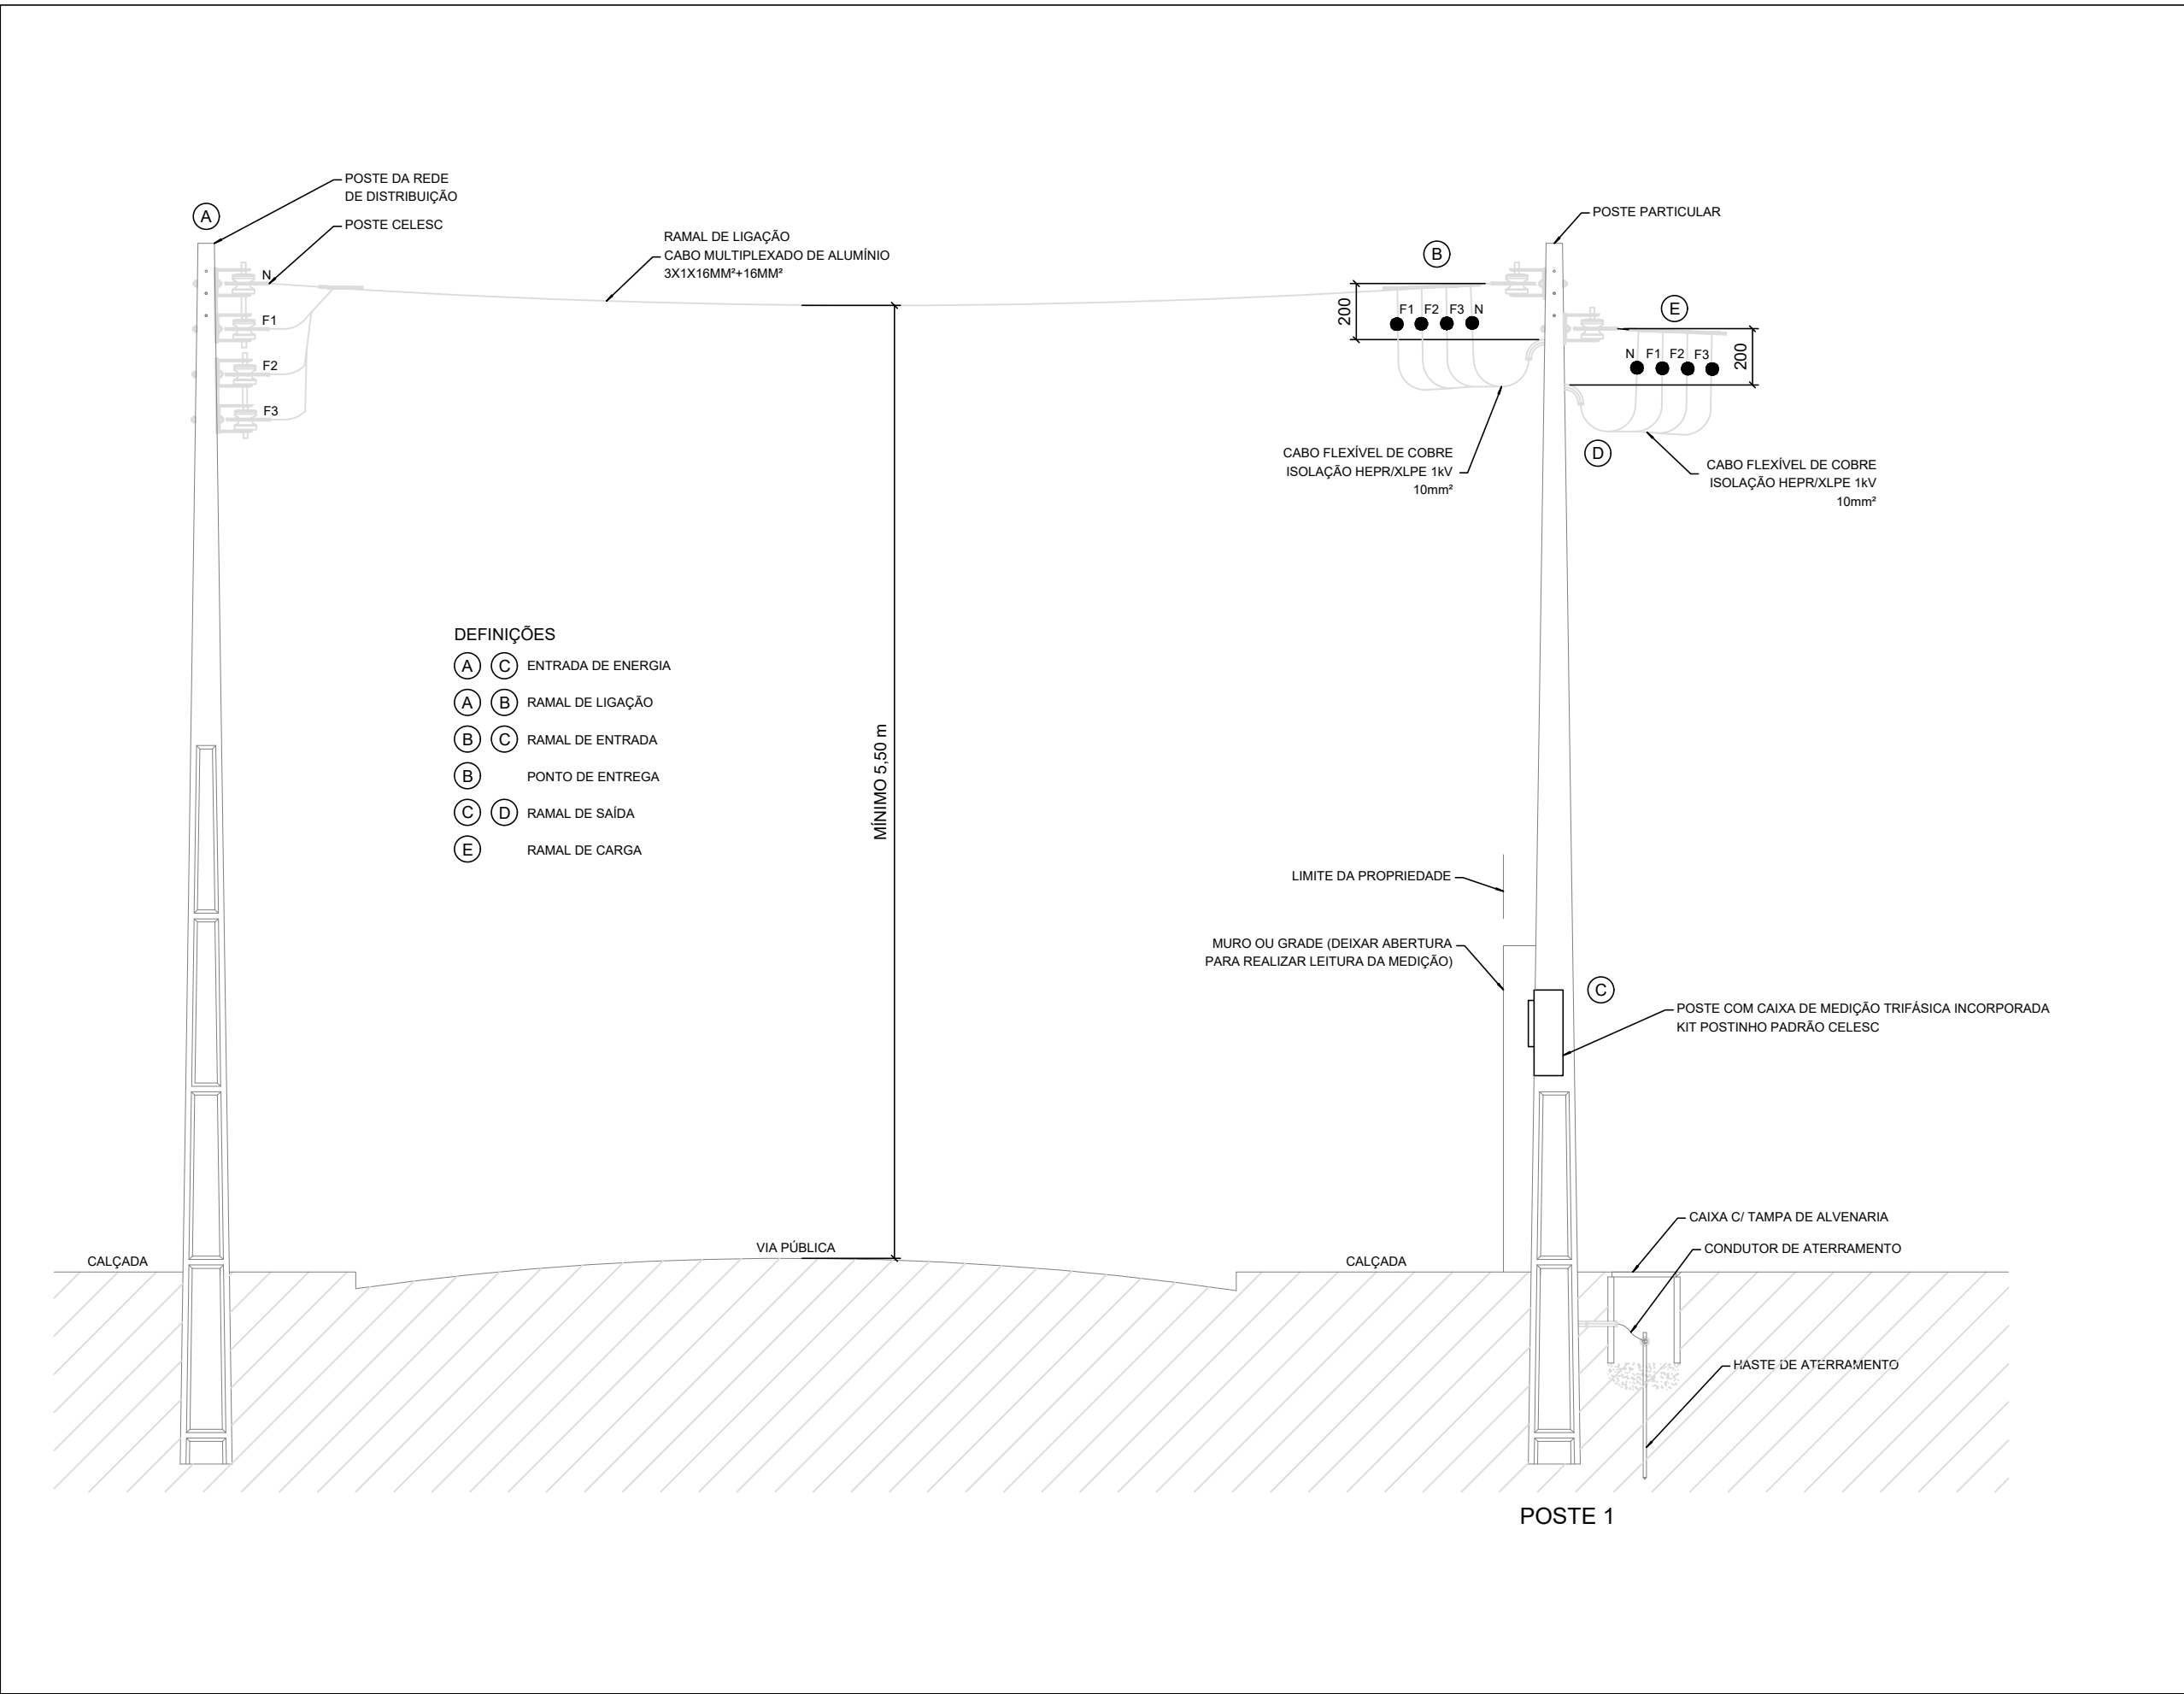 POSTE DA REDE
DE DISTRIBUIÇÃO
A
POSTE CELESC
N
F1
F2
F3
RAMAL DE LIGAÇÃO
CABO MULTIPLEXADO DE ALUMÍNIO
3X1X16MM²+16MM²
POSTE PARTICULAR
B
200
F1 F2 F3 N
E
N F1 F2 F3
200
CABO FLEXÍVEL DE COBRE
ISOLAÇÃO HEPR/XLPE 1kV
10mm²
D
CABO FLEXÍVEL DE COBRE
ISOLAÇÃO HEPR/XLPE 1kV
10mm²
DEFINIÇÕES
A C ENTRADA DE ENERGIA
A B RAMAL DE LIGAÇÃO
B C RAMAL DE ENTRADA
B PONTO DE ENTREGA
C D RAMAL DE SAÍDA
E RAMAL DE CARGA
MÍNIMO 5,50 m
LIMITE DA PROPRIEDADE
MURO OU GRADE (DEIXAR ABERTURA
PARA REALIZAR LEITURA DA MEDIÇÃO)
C
POSTE COM CAIXA DE MEDIÇÃO TRIFÁSICA INCORPORADA
KIT POSTINHO PADRÃO CELESC
CALÇADA
VIA PÚBLICA
CALÇADA
CAIXA C/ TAMPA DE ALVENARIA
CONDUTOR DE ATERRAMENTO
HASTE DE ATERRAMENTO
POSTE 1